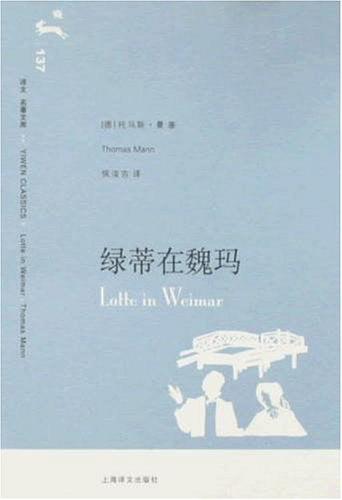 137
译文 名著文库
YIWEN CLASSICS
Lotte in Weimar
Thomas Mann
[德]托马斯·曼 著
Thomas Mann
侯浚吉 译
绿蒂在魏玛
Lotte in Weimar
上海译文出版社